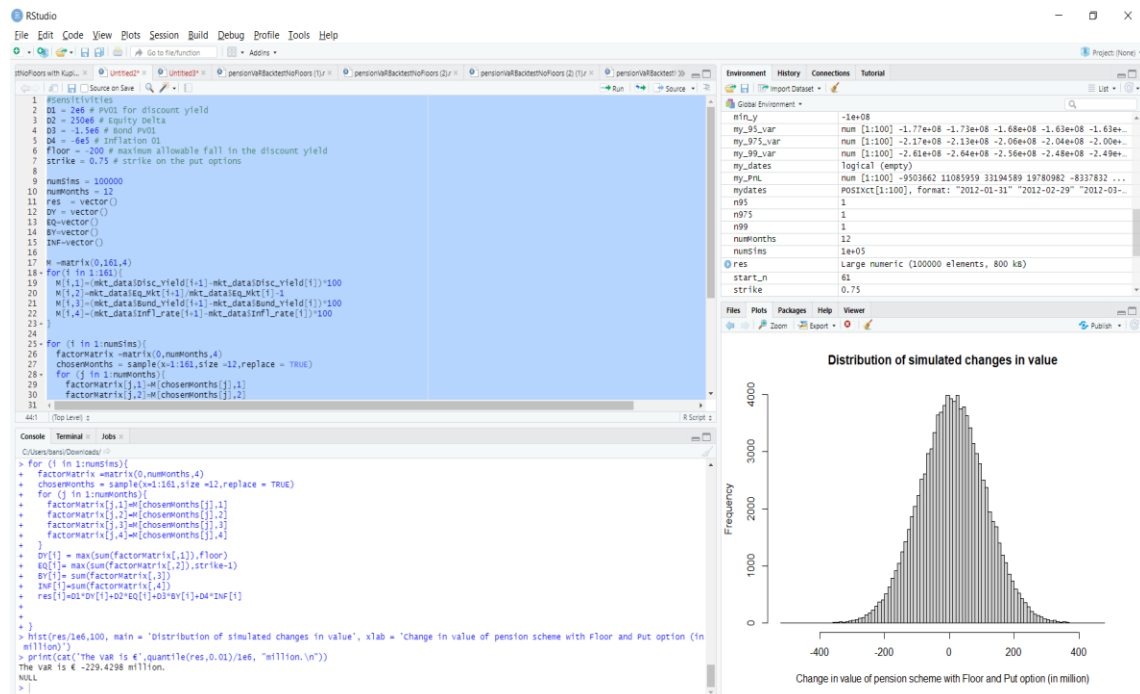 RStudio
File Edit Code View Plots Session Build Debug Profile Tools Help
Go to file/function
Addins
Project: (None)
Untitled2*
Untitled3*
pensionVaRBacktestNoFloors (1).r
pensionVaRBacktestNoFloors (2).r
pensionVaRBacktestNoFloors (2) (1).r
Source on Save
Run
Source
1 #Sensitivities
2 D1 = 2e6 # PV01 for discount yield
3 D2 = 250e6 # Equity Delta
4 D3 = -1.5e6 # Bond PV01
5 D4 = -6e5 # Inflation 01
6 floor = -200 # maximum allowable fall in the discount yield
7 strike = 0.75 # strike on the put options
8
9 numSims = 100000
10 numMonths = 12
11 res = vector()
12 DY = vector()
13 EQ=vector()
14 BY=vector()
15 INF=vector()
16
17 M =matrix(0,161,4)
18 for(i in 1:161){
19 M[i,1]=(mkt_data$Disc_Yield[i+1]-mkt_data$Disc_Yield[i])*100
20 M[i,2]=mkt_data$Eq_Mkt[i+1]/mkt_data$Eq_Mkt[i]-1
21 M[i,3]=(mkt_data$Bund_Yield[i+1]-mkt_data$Bund_Yield[i])*100
22 M[i,4]=(mkt_data$Infl_rate[i+1]-mkt_data$Infl_rate[i])*100
23 }
24
25 for (i in 1:numSims){
26 factorMatrix =matrix(0,numMonths,4)
27 chosenMonths = sample(x=1:161,size =12,replace = TRUE)
28 for (j in 1:numMonths){
29 factorMatrix[j,1]=M[chosenMonths[j],1]
30 factorMatrix[j,2]=M[chosenMonths[j],2]
31
44:1 (Top Level) R Script
Console Terminal Jobs
C:/Users/bansi/Downloads/
> for (i in 1:numSims){
+ factorMatrix =matrix(0,numMonths,4)
+ chosenMonths = sample(x=1:161,size =12,replace = TRUE)
+ for (j in 1:numMonths){
+ factorMatrix[j,1]=M[chosenMonths[j],1]
+ factorMatrix[j,2]=M[chosenMonths[j],2]
+ factorMatrix[j,3]=M[chosenMonths[j],3]
+ factorMatrix[j,4]=M[chosenMonths[j],4]
+ }
+ DY[i] = max(sum(factorMatrix[,1]),floor)
+ EQ[i]= max(sum(factorMatrix[,2]),strike-1)
+ BY[i]= sum(factorMatrix[,3])
+ INF[i]=sum(factorMatrix[,4])
+ res[i]=D1*DY[i]+D2*EQ[i]+D3*BY[i]+D4*INF[i]
+
+
+ }
> hist(res/1e6,100, main = 'Distribution of simulated changes in value', xlab = 'Change in value of pension scheme with Floor and Put option (in
million)')
> print(cat('The VaR is €',quantile(res,0.01)/1e6, "million.\n"))
The VaR is € -229.4298 million.
NULL
>
Environment History Connections Tutorial
Import Dataset
List
Global Environment
min_y -1e+08
my_95_var num [1:100] -1.77e+08 -1.73e+08 -1.68e+08 -1.63e+08 -1.63e+…
my_975_var num [1:100] -2.17e+08 -2.13e+08 -2.06e+08 -2.04e+08 -2.00e+…
my_99_var num [1:100] -2.61e+08 -2.64e+08 -2.56e+08 -2.48e+08 -2.49e+…
my_dates logical (empty)
my_PnL num [1:100] -9503662 11085959 33194589 19780982 -8337832 ...
mydates POSIXct[1:100], format: "2012-01-31" "2012-02-29" "2012-03-…
n95 1
n975 1
n99 1
numMonths 12
numSims 1e+05
res Large numeric (100000 elements, 800 kB)
start_n 61
strike 0.75
Files Plots Packages Help Viewer
Zoom Export Publish
Distribution of simulated changes in value
Frequency
4000
3000
2000
1000
0
-400 -200 0 200 400
Change in value of pension scheme with Floor and Put option (in million)